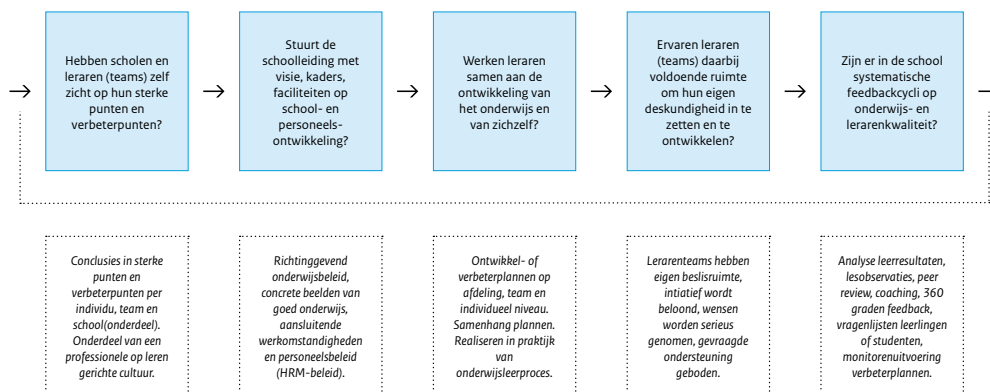 Hebben scholen en
leraren (teams) zelf
zicht op hun sterke
punten en
verbeterpunten?
Stuurt de
schoolleiding met
visie, kaders,
faciliteiten op
school- en
personeels-
ontwikkeling?
Werken leraren
samen aan de
ontwikkeling van
het onderwijs en
van zichzelf?
Ervaren leraren
(teams) daarbij
voldoende ruimte
om hun eigen
deskundigheid in te
zetten en te
ontwikkelen?
Zijn er in de school
systematische
feedbackcycli op
onderwijs- en
lerarenkwaliteit?
Conclusies in sterke
punten en
verbeterpunten per
individu, team en
school(onderdeel).
Onderdeel van een
professionele op leren
gerichte cultuur.
Richtinggevend
onderwijsbeleid,
concrete beelden van
goed onderwijs,
aansluitende
werkomstandigheden
en personeelsbeleid
(HRM-beleid).
Ontwikkel- of
verbeterplannen op
afdeling, team en
individueel niveau.
Samenhang plannen.
Realiseren in praktijk
van
onderwijsleerproces.
Lerarenteams hebben
eigen beslisruimte,
intiatief wordt
beloond, wensen
worden serieus
genomen, gevraagde
ondersteuning
geboden.
Analyse leerresultaten,
lesobservaties, peer
review, coaching, 360
graden feedback,
vragenlijsten leerlingen
of studenten,
monitorenuitvoering
verbeterplannen.